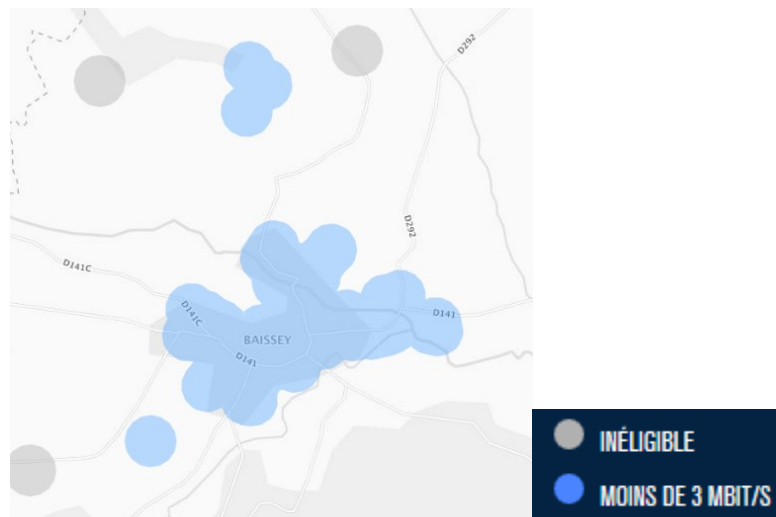 D292
D292
D141C
D141C
D141
BAISSEY
D141
INÉLIGIBLE
MOINS DE 3 MBIT/S